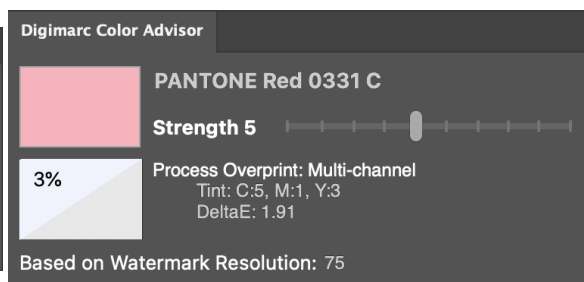 Digimarc Color Advisor
PANTONE Red 0331 C
Strength 5
3%
Process Overprint: Multi-channel
Tint: C:5, M:1, Y:3
DeltaE: 1.91
Based on Watermark Resolution: 75